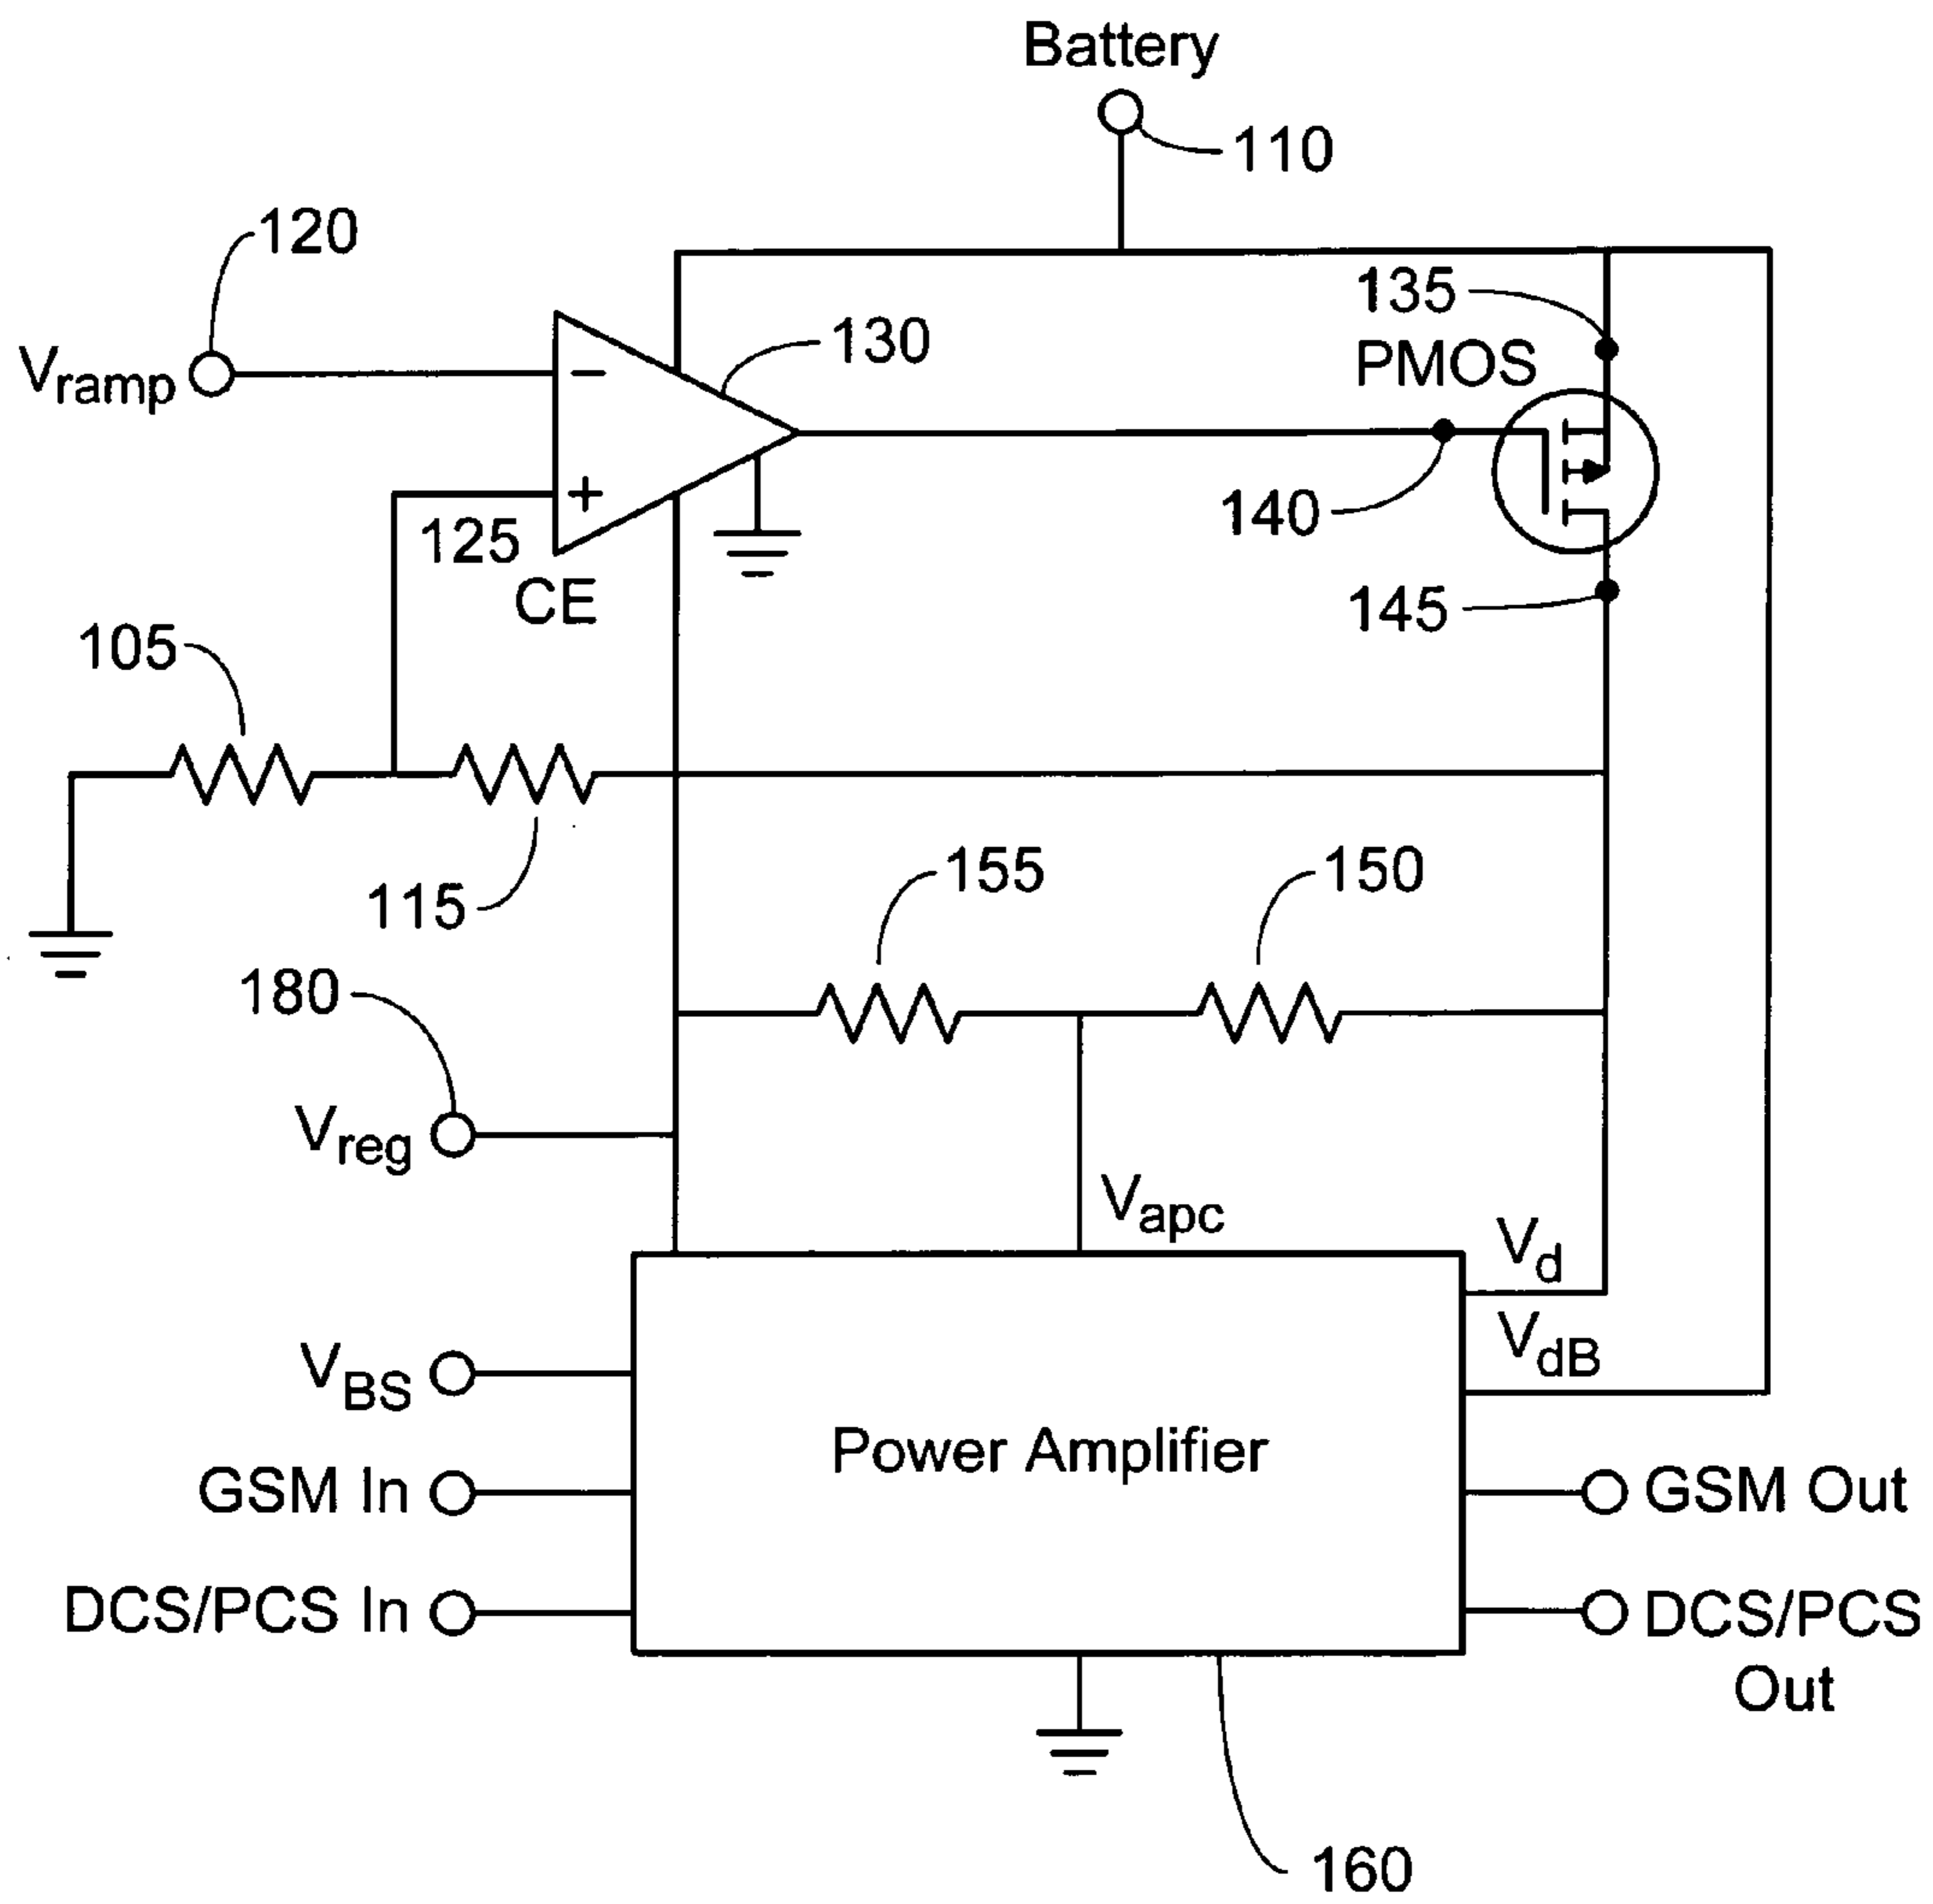 Battery
110
120
135
PMOS
130
Vramp
-
+
140
125
CE
145
105
155
150
115
180
Vreg
Vapc
Vd
VdB
VBS
Power Amplifier
GSM In
GSM Out
DCS/PCS In
DCS/PCS
Out
160